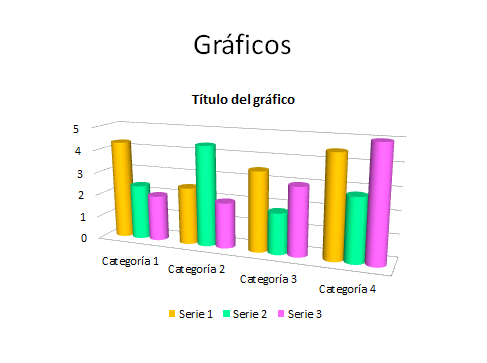 Gráficos
Título del gráfico
5
4
3
2
1
0
Categoría 1
Categoría 2
Categoría 3
Categoría 4
Serie 1 Serie 2 Serie 3